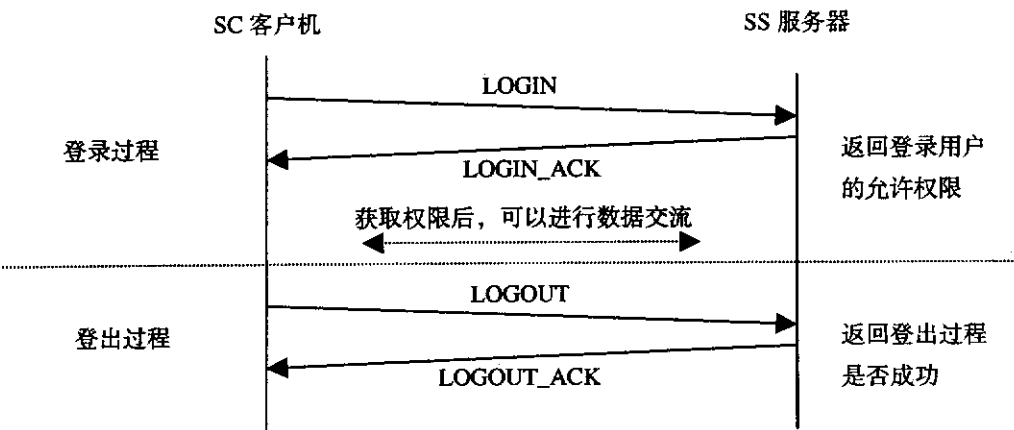 SC 客户机
SS 服务器
LOGIN
登录过程
LOGIN_ACK
返回登录用户
的允许权限
获取权限后，可以进行数据交流
LOGOUT
登出过程
LOGOUT_ACK
返回登出过程
是否成功